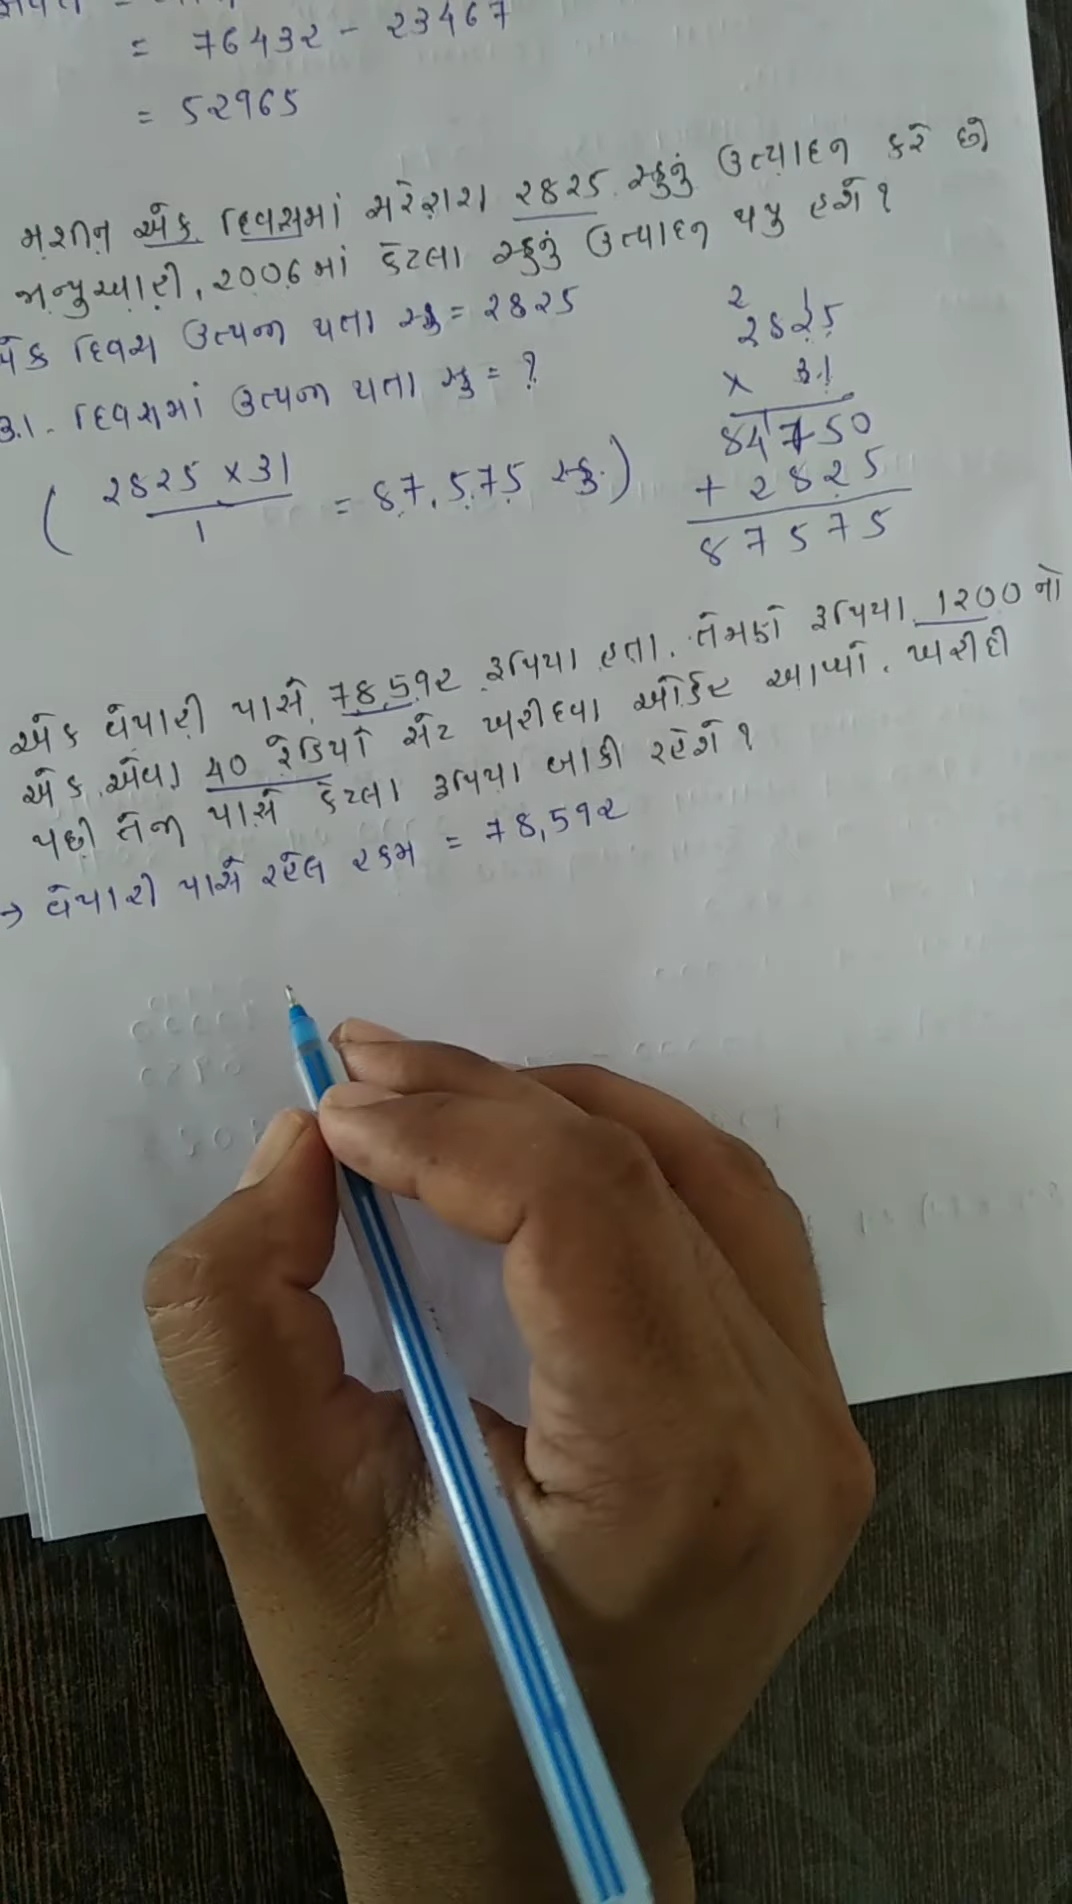 = 76432 - 23467
= 52965
મશીન એક દિવસમાં સરેરાશ 2825 સ્ક્રુનું ઉત્પાદન કરે છે
જાન્યુઆરી, 2006 માં કેટલા સ્ક્રુનું ઉત્પાદન થયું હશે?
એક દિવસ ઉત્પન્ન થતા સ્ક્રુ = 2825
31. દિવસમાં ઉત્પન્ન થતા સ્ક્રુ = ?
( 2825 × 31 / 1 = 87,575 સ્ક્રુ. )
2 1
2825
× 31
84750
+ 2825
87575
એક વેપારી પાસે 78,592 રૂપિયા હતા. તેમણે રૂપિયા 1200 નો
એક એવા 40 રેડિયો સેટ ખરીદવા ઓર્ડર આપ્યો. ખરીદી
પછી તેના પાસે કેટલા રૂપિયા બાકી રહેશે?
→ વેપારી પાસે રહેલ રકમ = 78,592